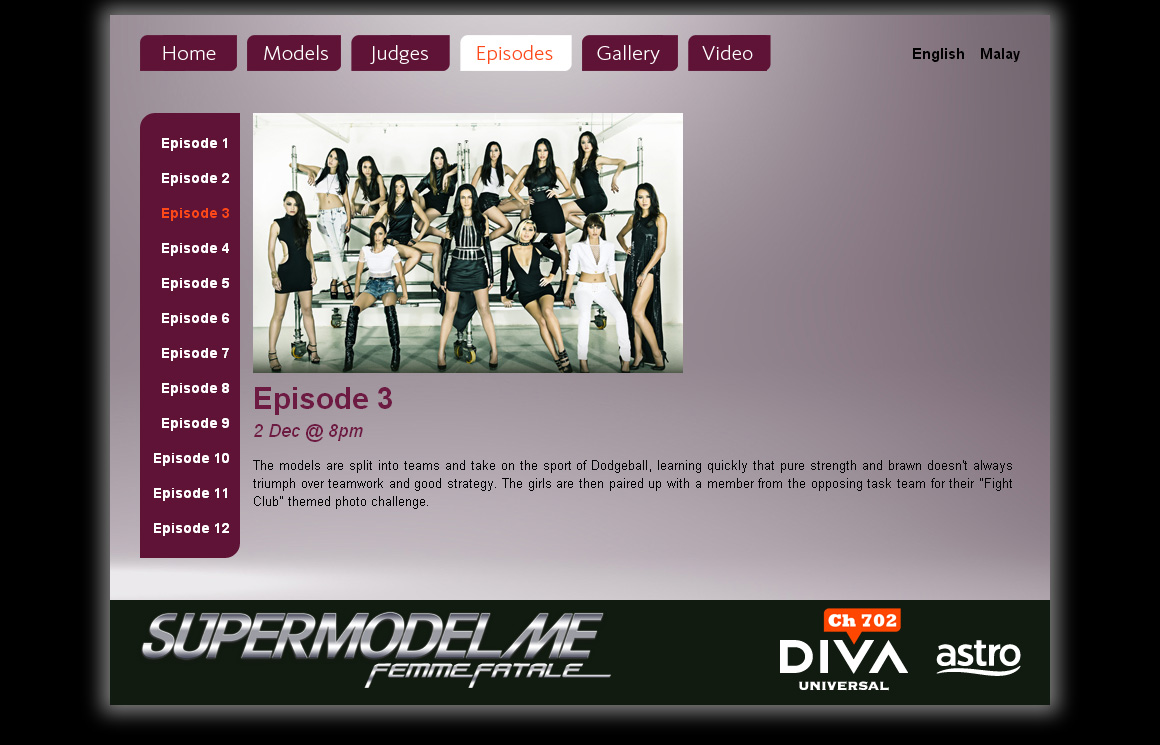 Home
Models
Judges
Episodes
Gallery
Video
English
Malay
Episode 1
Episode 2
Episode 3
Episode 4
Episode 5
Episode 6
Episode 7
Episode 8
Episode 9
Episode 10
Episode 11
Episode 12
Episode 3
2 Dec @ 8pm
The models are split into teams and take on the sport of Dodgeball, learning quickly that pure strength and brawn doesn't always
triumph over teamwork and good strategy. The girls are then paired up with a member from the opposing task team for their "Fight
Club" themed photo challenge.
SUPERMODELME
FEMME FATALE
Ch 702
DIVA
UNIVERSAL
astro